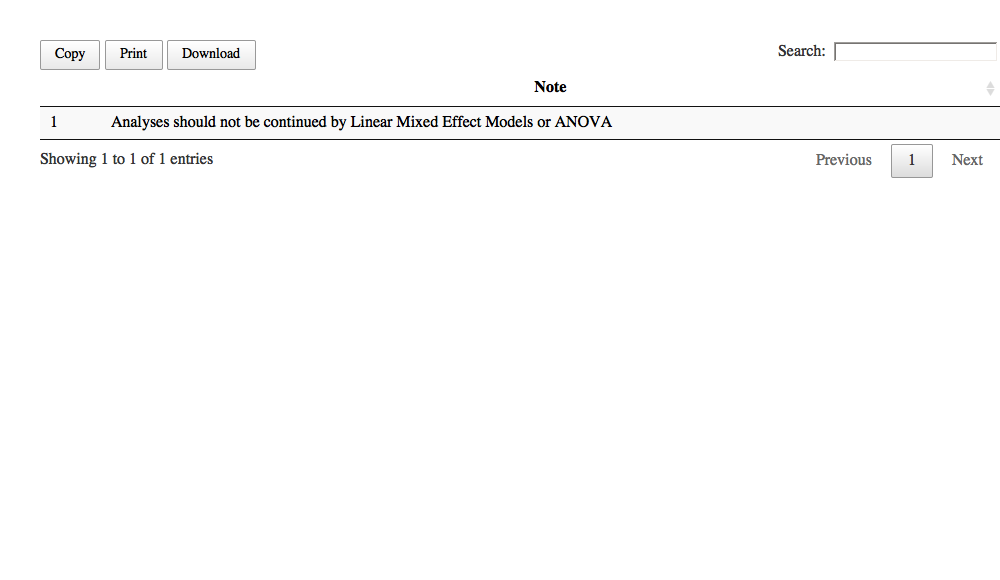 Copy Print Download Search:
Note
1 Analyses should not be continued by Linear Mixed Effect Models or ANOVA
Showing 1 to 1 of 1 entries Previous 1 Next